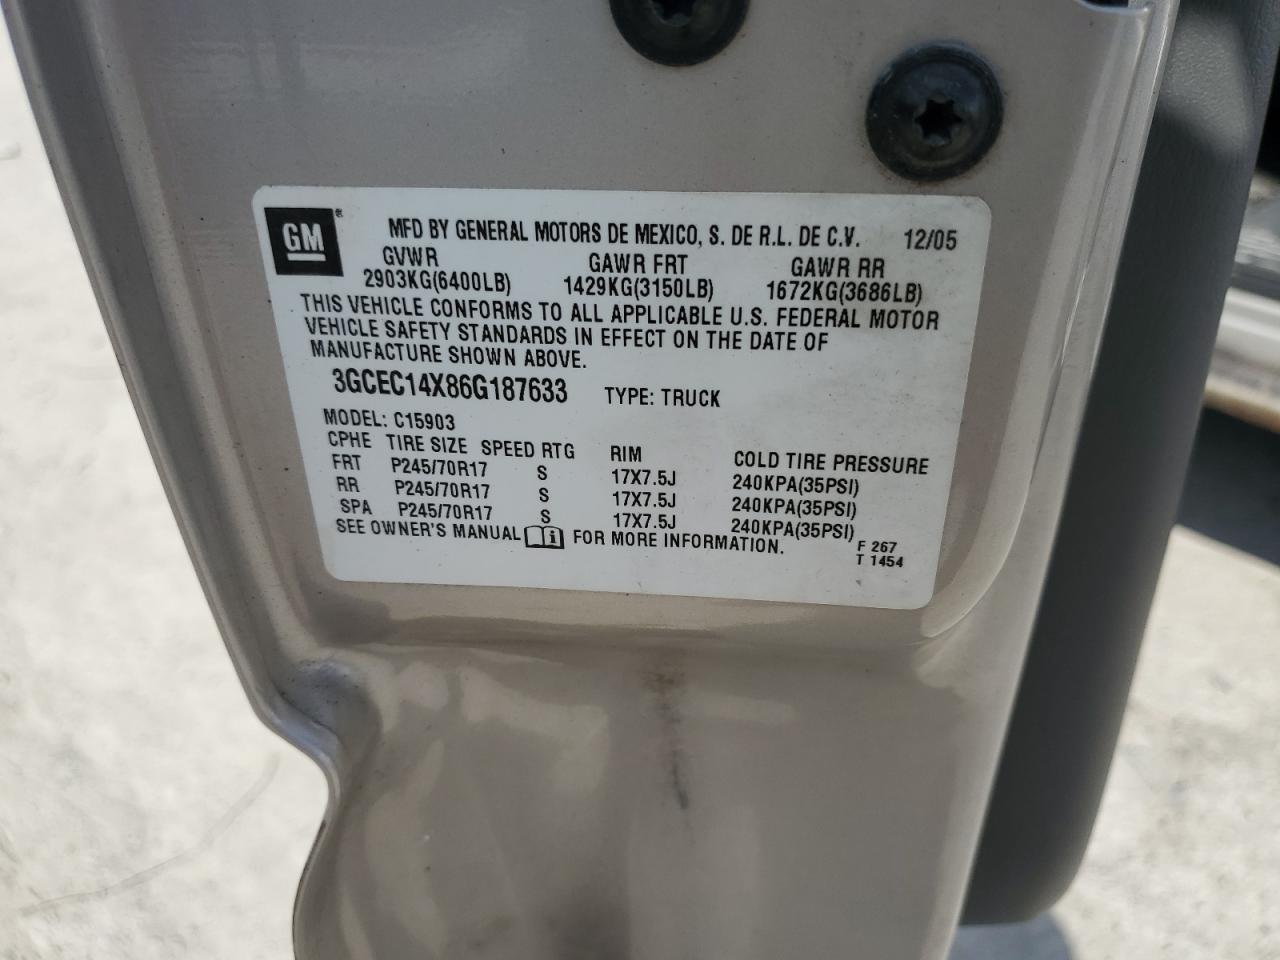 GM ® MFD BY GENERAL MOTORS DE MEXICO, S. DE R.L. DE C.V. 12/05
GVWR GAWR FRT GAWR RR
2903KG(6400LB) 1429KG(3150LB) 1672KG(3686LB)
THIS VEHICLE CONFORMS TO ALL APPLICABLE U.S. FEDERAL MOTOR
VEHICLE SAFETY STANDARDS IN EFFECT ON THE DATE OF
MANUFACTURE SHOWN ABOVE.
3GCEC14X86G187633 TYPE: TRUCK
MODEL: C15903
CPHE TIRE SIZE SPEED RTG RIM COLD TIRE PRESSURE
FRT P245/70R17 S 17X7.5J 240KPA(35PSI)
RR P245/70R17 S 17X7.5J 240KPA(35PSI)
SPA P245/70R17 S 17X7.5J 240KPA(35PSI)
SEE OWNER'S MANUAL i FOR MORE INFORMATION. F 267
T 1454